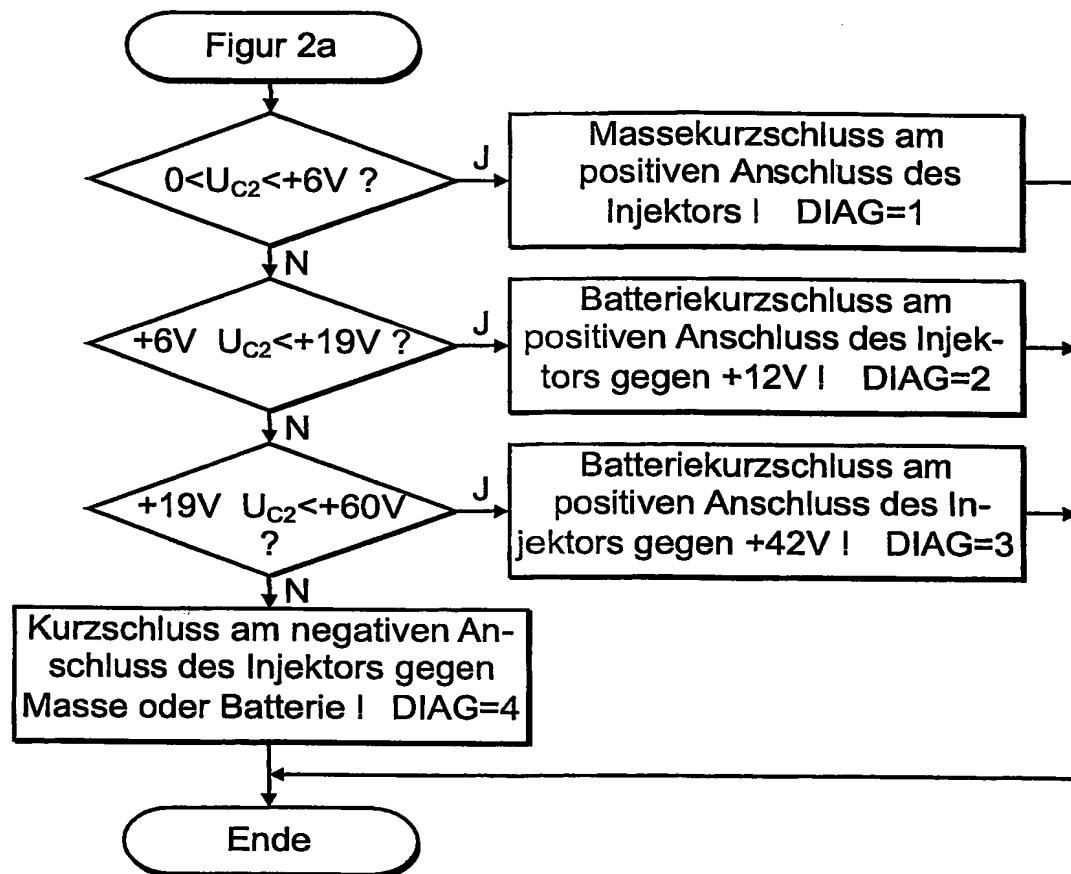 Figur 2a
0<U_C2<+6V ?
J
Massekurzschluss am
positiven Anschluss des
Injektors ! DIAG=1
N
+6V U_C2<+19V ?
J
Batteriekurzschluss am
positiven Anschluss des Injek-
tors gegen +12V ! DIAG=2
N
+19V U_C2<+60V
?
J
Batteriekurzschluss am
positiven Anschluss des In-
jektors gegen +42V ! DIAG=3
N
Kurzschluss am negativen An-
schluss des Injektors gegen
Masse oder Batterie ! DIAG=4
Ende